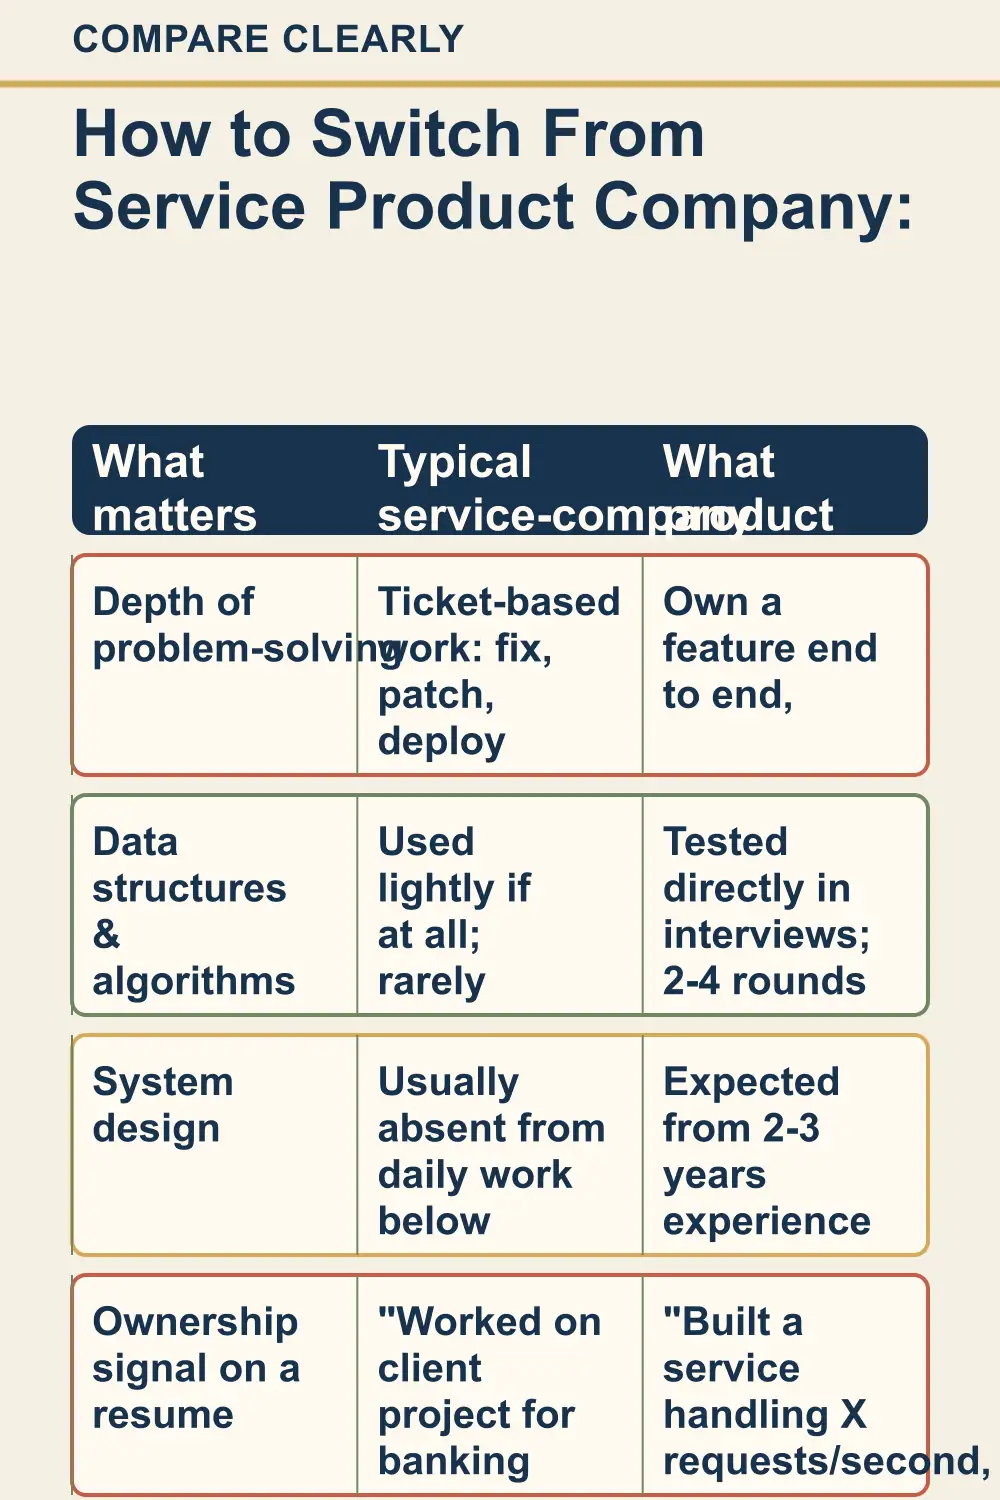 COMPARE CLEARLY
How to Switch From
Service Product Company:
What
matters
Typical
service-company
What
product
Depth of
problem-solving
Ticket-based
work: fix,
patch,
deploy
Own a
feature end
to end,
Data
structures
&
algorithms
Used
lightly if
at all;
rarely
Tested
directly in
interviews;
2-4 rounds
System
design
Usually
absent from
daily work
below
Expected
from 2-3
years
experience
Ownership
signal on a
resume
"Worked on
client
project for
banking
"Built a
service
handling X
requests/second,